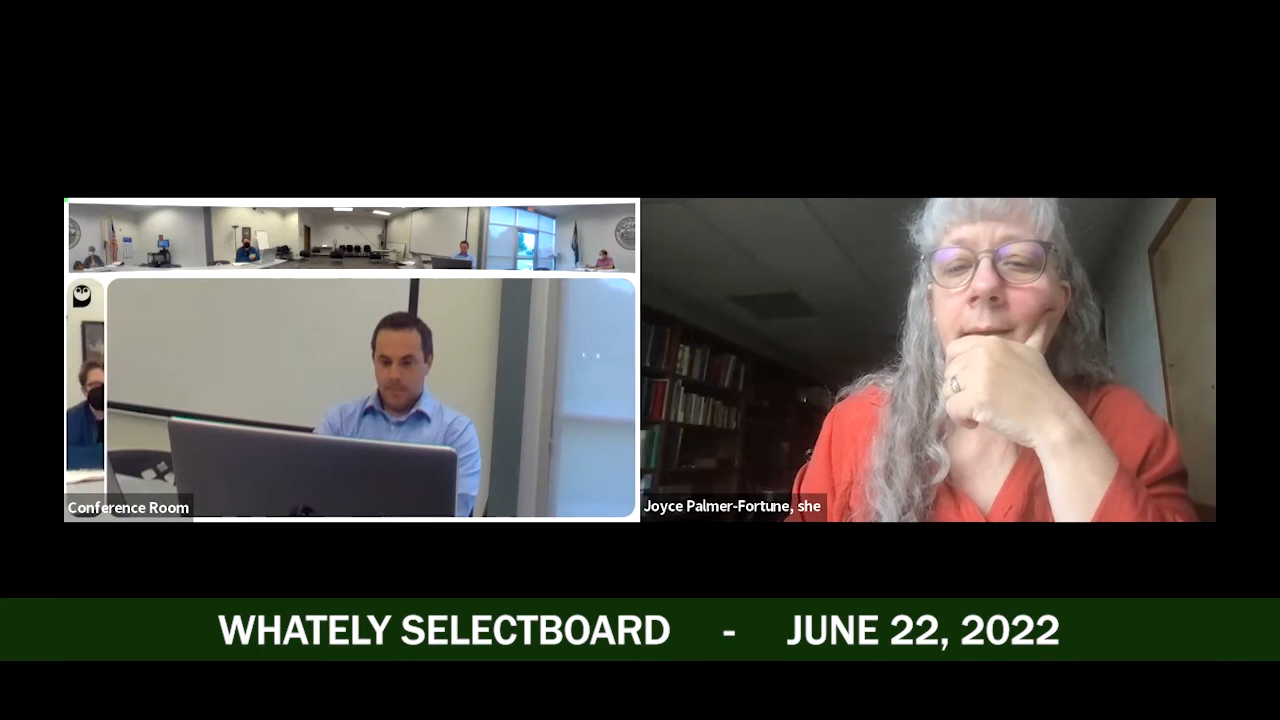 Conference Room
Joyce Palmer-Fortune, she
WHATELY SELECTBOARD - JUNE 22, 2022